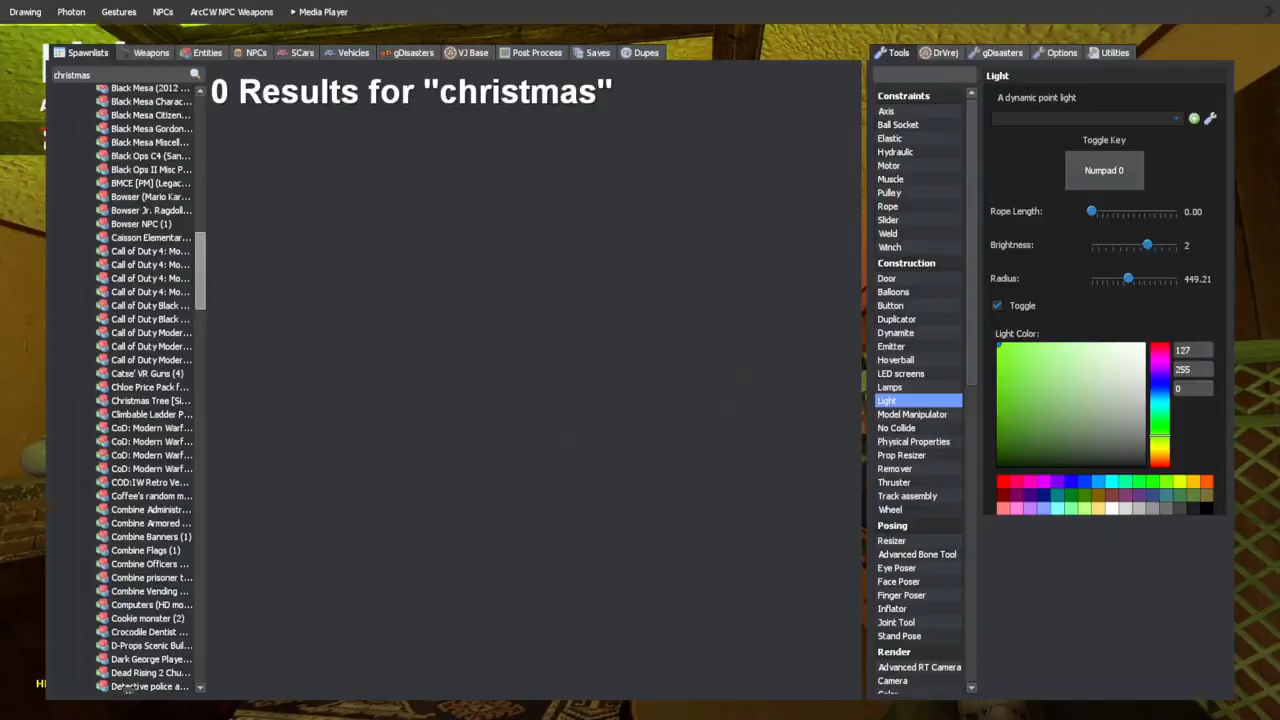 Drawing Photon Gestures NPCs ArcCW NPC Weapons Media Player
Spawnlists Weapons Entities NPCs SCars Vehicles gDisasters VJ Base Post Process Saves Dupes
christmas
0 Results for "christmas"
Black Mesa (2012 ...
Black Mesa Charac...
Black Mesa Citizen...
Black Mesa Gordon...
Black Mesa Miscell...
Black Ops C4 (San...
Black Ops II Misc P...
BMCE [PM] (Legac...
Bowser (Mario Kar...
Bowser Jr. Ragdoll...
Bowser NPC (1)
Caisson Elementar...
Call of Duty 4: Mo...
Call of Duty 4: Mo...
Call of Duty 4: Mo...
Call of Duty 4: Mo...
Call of Duty Black ...
Call of Duty Black ...
Call of Duty Moder...
Call of Duty Moder...
Call of Duty Moder...
Catse' VR Guns (4)
Chloe Price Pack f...
Christmas Tree [Si...
Climbable Ladder P...
CoD: Modern Warf...
CoD: Modern Warf...
CoD: Modern Warf...
CoD: Modern Warf...
COD:IW Retro Ve...
Coffee's random m...
Combine Administr...
Combine Armored ...
Combine Banners (1)
Combine Flags (1)
Combine Officers ...
Combine prisoner t...
Combine Vending ...
Computers (HD mo...
Cookie monster (2)
Crocodile Dentist ...
D-Props Scenic Buil...
Dark George Playe...
Dead Rising 2 Chu...
Detective police a...
Tools DrVrej gDisasters Options Utilities
Constraints
Axis
Ball Socket
Elastic
Hydraulic
Motor
Muscle
Pulley
Rope
Slider
Weld
Winch
Construction
Door
Balloons
Button
Duplicator
Dynamite
Emitter
Hoverball
LED screens
Lamps
Light
Model Manipulator
No Collide
Physical Properties
Prop Resizer
Remover
Thruster
Track assembly
Wheel
Posing
Resizer
Advanced Bone Tool
Eye Poser
Face Poser
Finger Poser
Inflator
Joint Tool
Stand Pose
Render
Advanced RT Camera
Camera
Light
A dynamic point light
Toggle Key
Numpad 0
Rope Length: 0.00
Brightness: 2
Radius: 449.21
Toggle
Light Color:
127
255
0